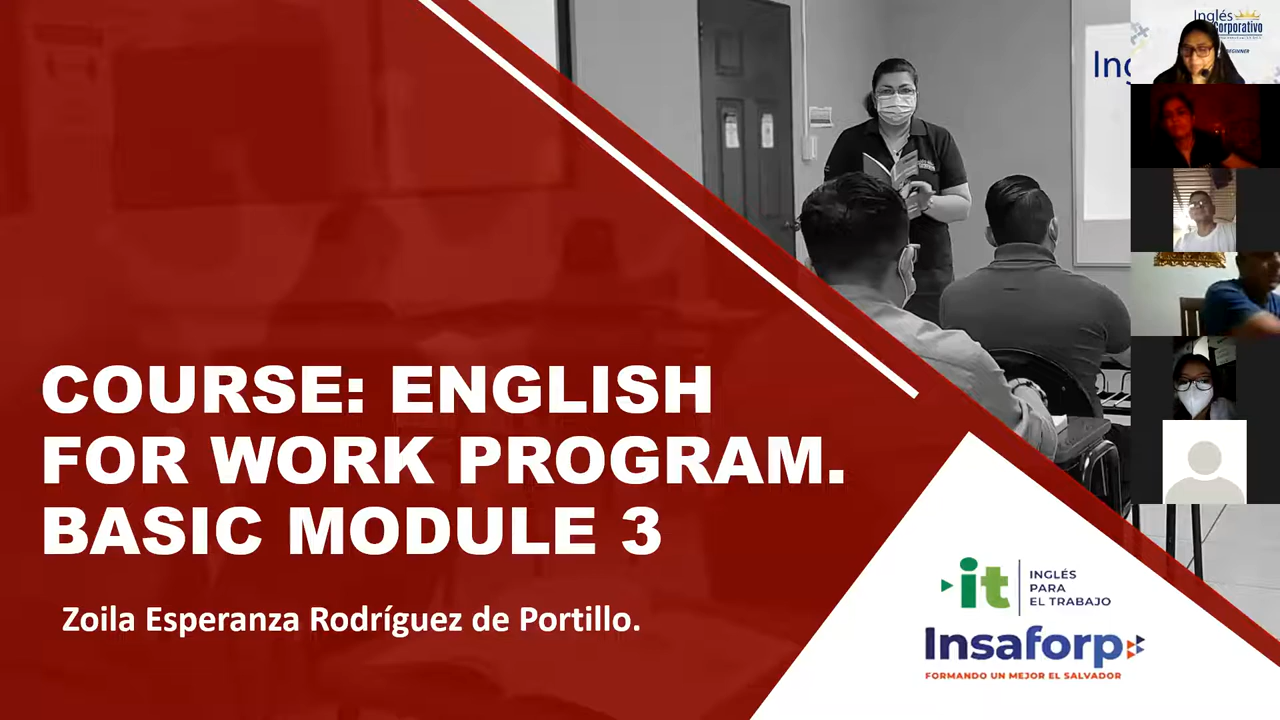 COURSE: ENGLISH
FOR WORK PROGRAM.
BASIC MODULE 3
Zoila Esperanza Rodríguez de Portillo.
it
INGLÉS
PARA
EL TRABAJO
Insaforp
FORMANDO UN MEJOR EL SALVADOR
Inglés
Corporativo
Ing